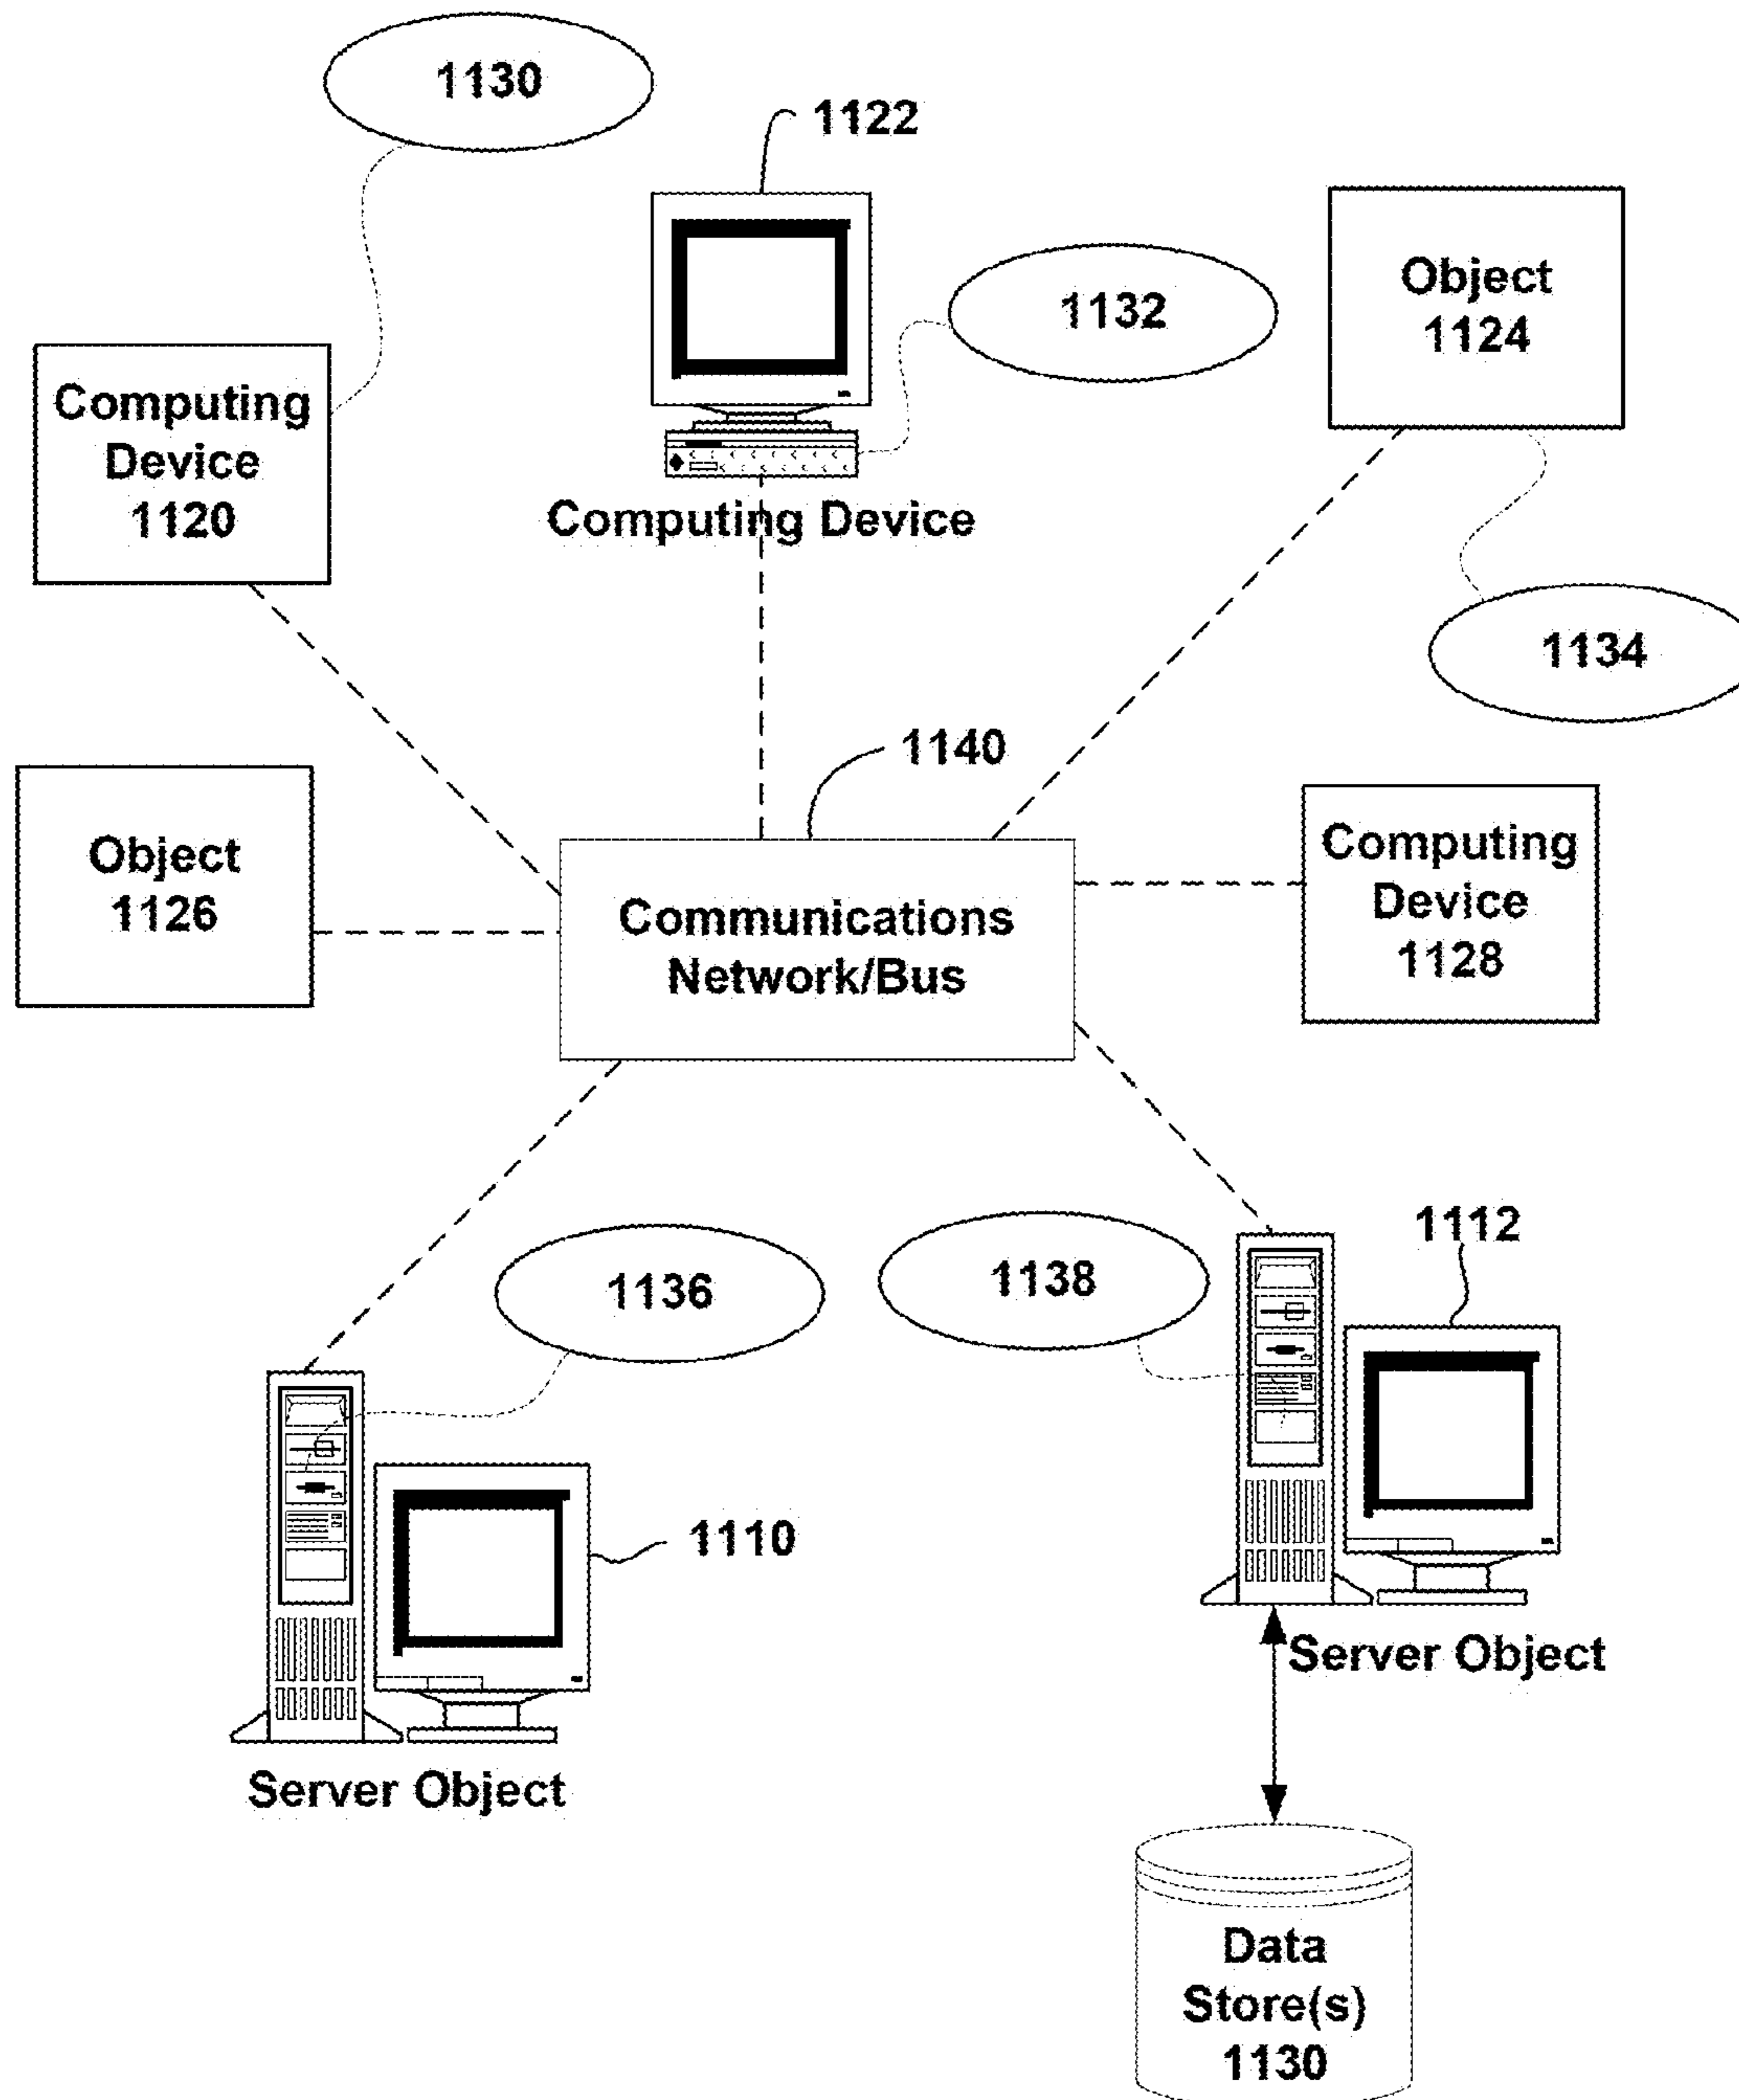 1130
1122
1132
Object
1124
Computing
Device
1120
Computing Device
1134
1140
Object
1126
Computing
Device
1128
Communications
Network/Bus
1112
1136
1138
1110
Server Object
Server Object
Data
Store(s)
1130